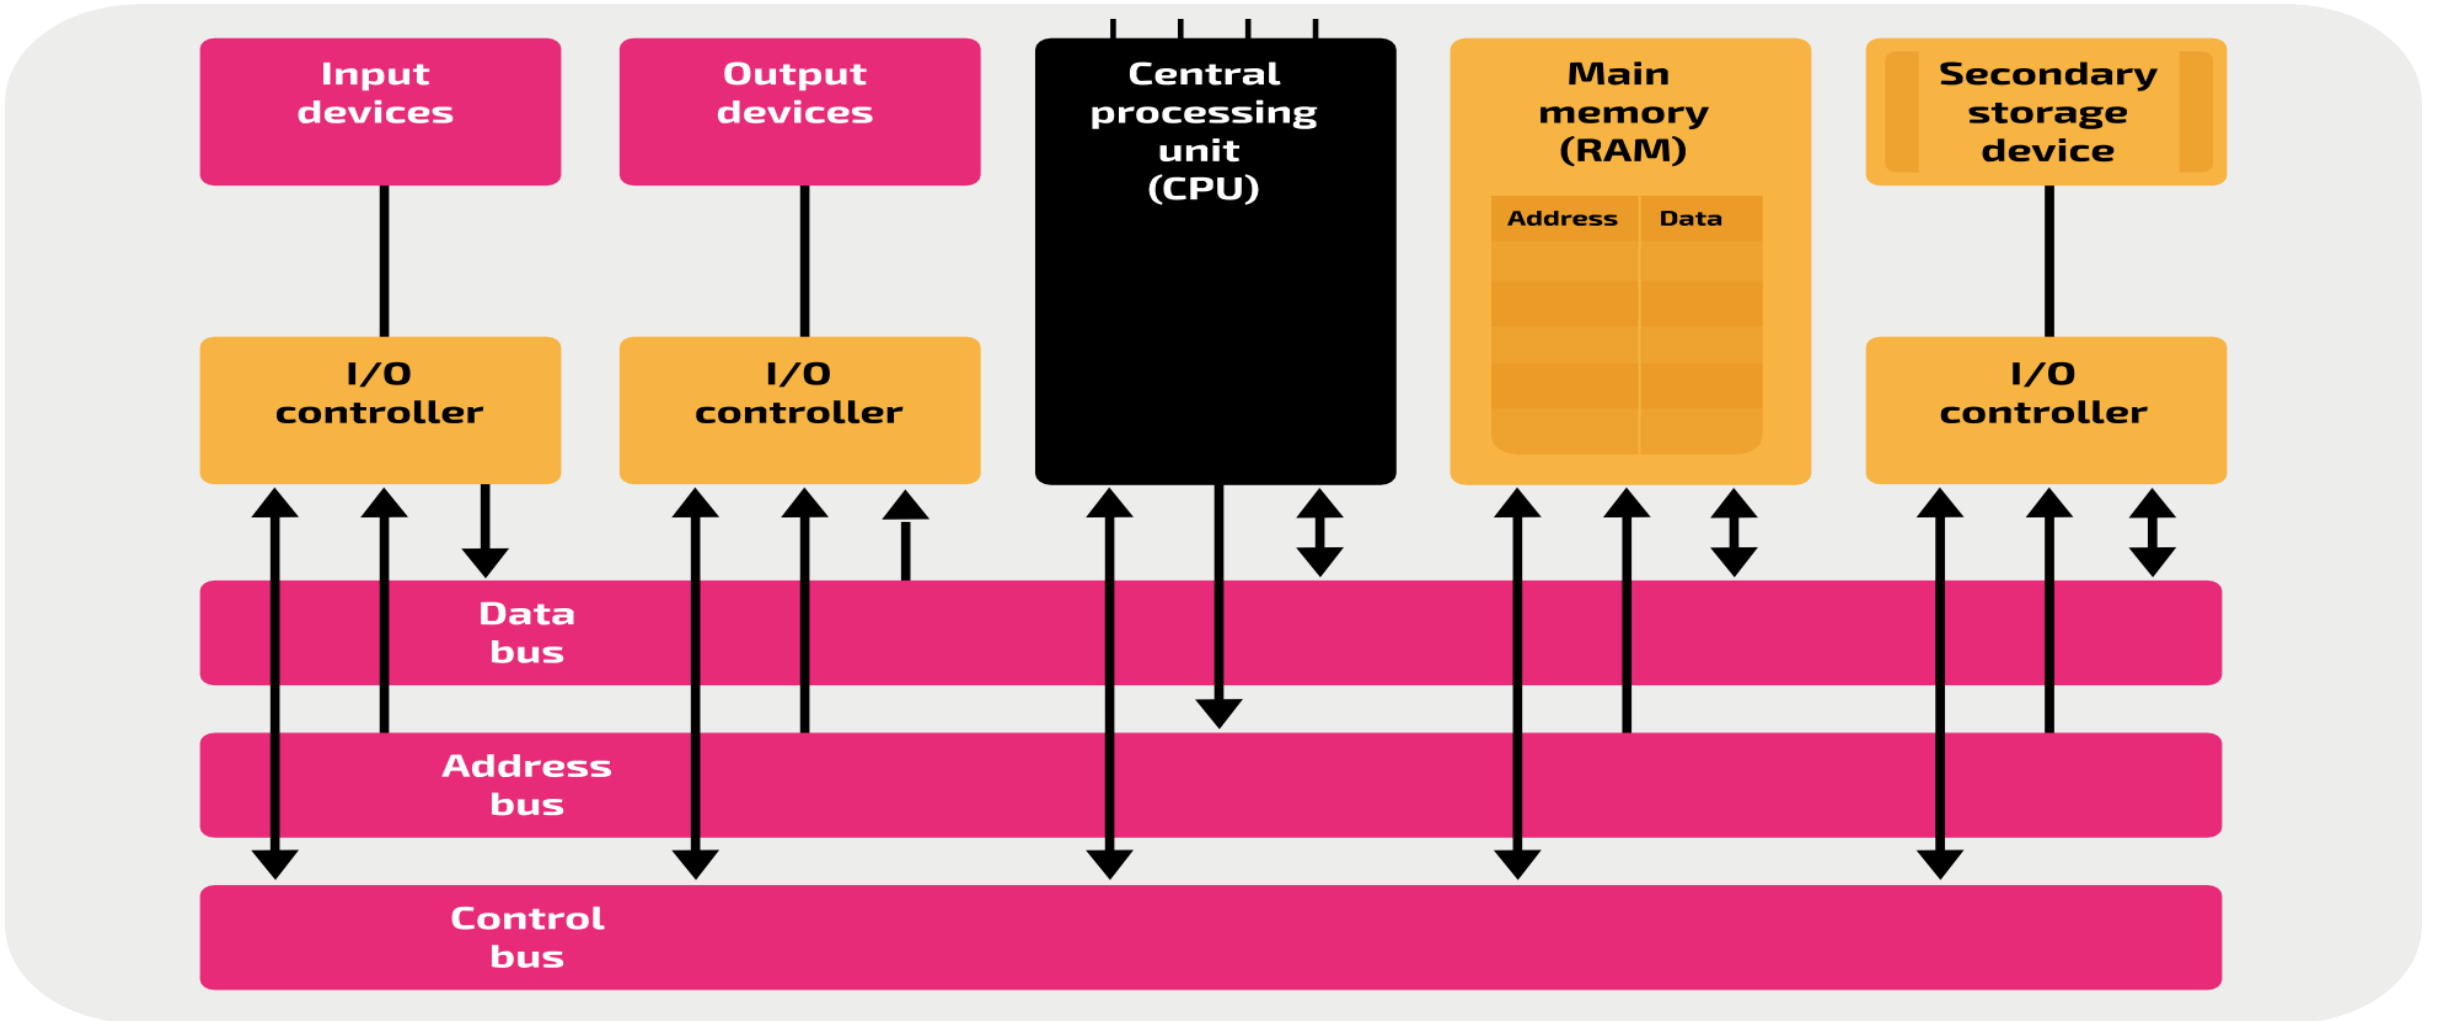 Input
devices
Output
devices
Central
processing
unit
(CPU)
Main
memory
(RAM)
Address
Data
Secondary
storage
device
I/O
controller
I/O
controller
I/O
controller
Data
bus
Address
bus
Control
bus